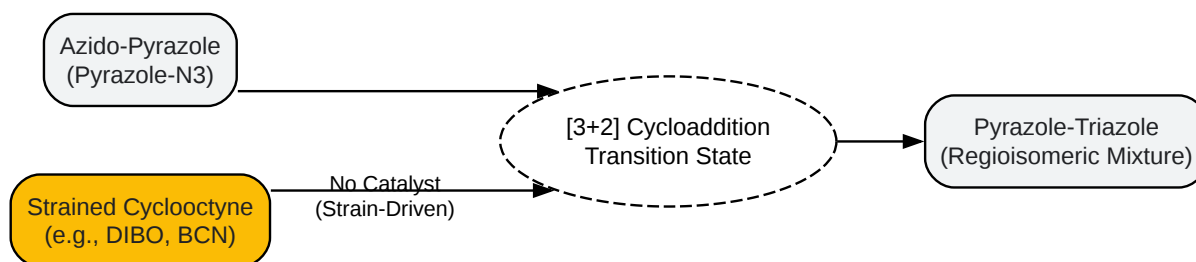 Azido-Pyrazole
(Pyrazole-N3)
[3+2] Cycloaddition
Transition State
Pyrazole-Triazole
(Regioisomeric Mixture)
No Catalyst
(Strain-Driven)
Strained Cyclooctyne
(e.g., DIBO, BCN)